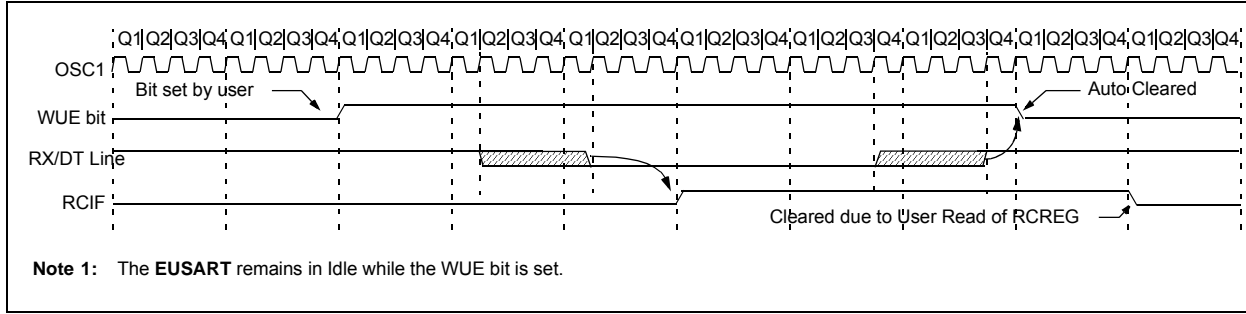 Q1 Q2 Q3 Q4 Q1 Q2 Q3 Q4 Q1 Q2 Q3 Q4 Q1 Q2 Q3 Q4 Q1 Q2 Q3 Q4 Q1 Q2 Q3 Q4 Q1 Q2 Q3 Q4 Q1 Q2 Q3 Q4 Q1 Q2 Q3 Q4 Q1 Q2 Q3 Q4
OSC1
Bit set by user
Auto Cleared
WUE bit
RX/DT Line
RCIF
Cleared due to User Read of RCREG
Note 1: The EUSART remains in Idle while the WUE bit is set.